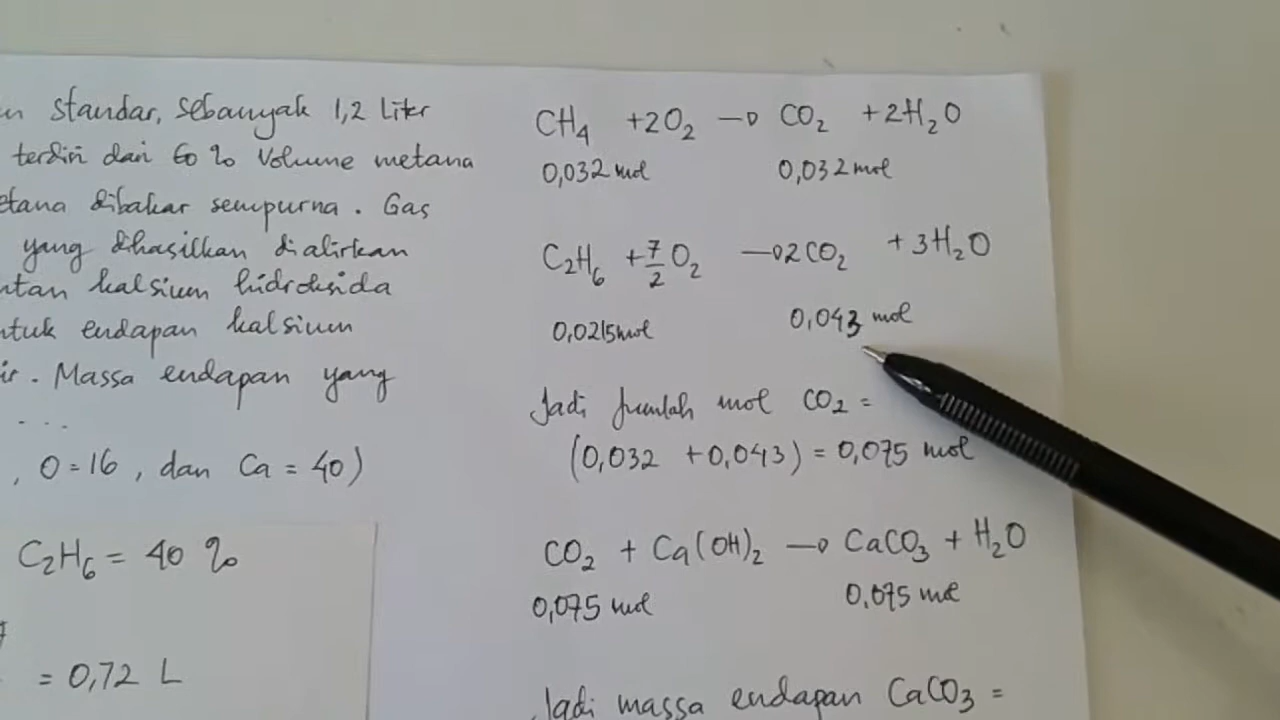 standar, sebanyak 1,2 Liter
terdiri dari 60 % Volume metana
etana dibakar sempurna. Gas
yang dihasilkan dialirkan
kalsium hidroksida
ntuk endapan kalsium
Massa endapan yang
...
, O = 16, dan Ca = 40)
C₂H₆ = 40 %
= 0,72 L
CH₄ + 2O₂ → CO₂ + 2H₂O
0,032 mol 0,032 mol
C₂H₆ + 7/2 O₂ → 2CO₂ + 3H₂O
0,0215 mol 0,043 mol
Jadi Jumlah mol CO₂ =
(0,032 + 0,043) = 0,075 mol
CO₂ + Ca(OH)₂ → CaCO₃ + H₂O
0,075 mol 0,075 mol
Jadi massa endapan CaCO₃ =